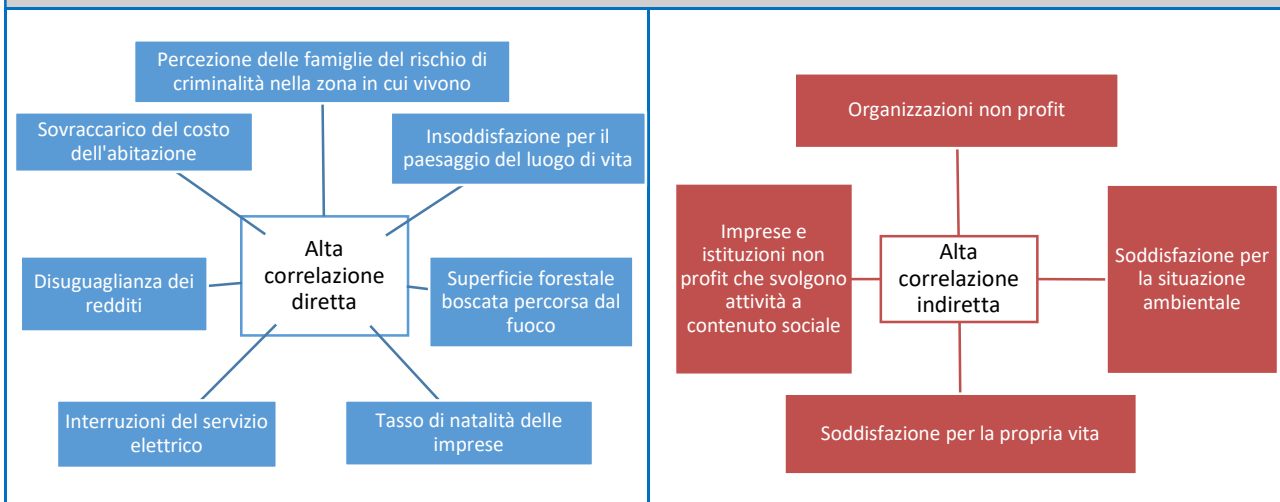 Percezione delle famiglie del rischio di
criminalità nella zona in cui vivono
Sovraccarico del costo
dell'abitazione
Insoddisfazione per il
paesaggio del luogo di vita
Alta
correlazione
diretta
Disuguaglianza dei
redditi
Superficie forestale
boscata percorsa dal
fuoco
Interruzioni del servizio
elettrico
Tasso di natalità delle
imprese
Organizzazioni non profit
Imprese e
istituzioni non
profit che svolgono
attività a
contenuto sociale
Alta
correlazione
indiretta
Soddisfazione per
la situazione
ambientale
Soddisfazione per la propria vita